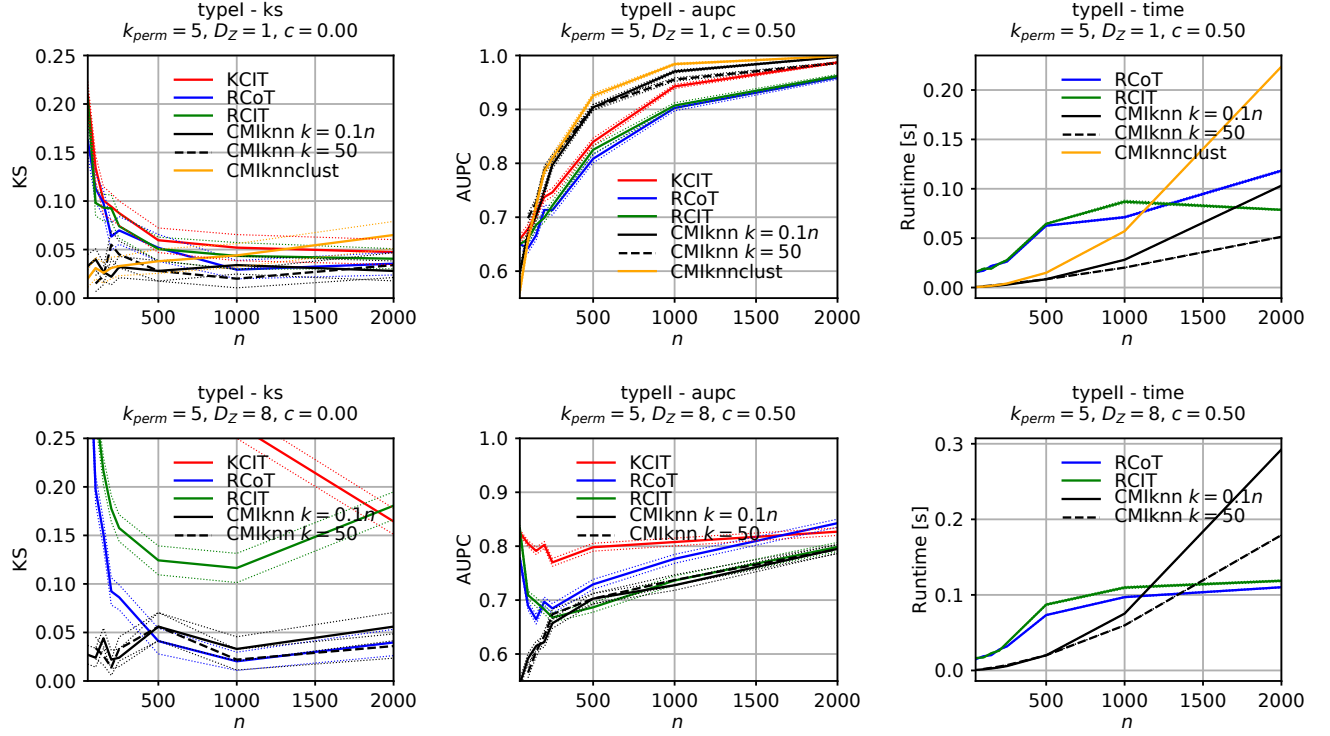 typeI - ks
k_perm = 5, D_Z = 1, c = 0.00
KS
0.25
0.20
0.15
0.10
0.05
0.00
KCIT
RCoT
RCIT
CMIknn k = 0.1n
CMIknn k = 50
CMIknnclust
500
1000
1500
2000
n
typeII - aupc
k_perm = 5, D_Z = 1, c = 0.50
AUPC
1.0
0.9
0.8
0.7
0.6
KCIT
RCoT
RCIT
CMIknn k = 0.1n
CMIknn k = 50
CMIknnclust
500
1000
1500
2000
n
typeII - time
k_perm = 5, D_Z = 1, c = 0.50
Runtime [s]
0.20
0.15
0.10
0.05
0.00
RCoT
RCIT
CMIknn k = 0.1n
CMIknn k = 50
CMIknnclust
500
1000
1500
2000
n
typeI - ks
k_perm = 5, D_Z = 8, c = 0.00
KS
0.25
0.20
0.15
0.10
0.05
0.00
KCIT
RCoT
RCIT
CMIknn k = 0.1n
CMIknn k = 50
500
1000
1500
2000
n
typeII - aupc
k_perm = 5, D_Z = 8, c = 0.50
AUPC
1.0
0.9
0.8
0.7
0.6
KCIT
RCoT
RCIT
CMIknn k = 0.1n
CMIknn k = 50
500
1000
1500
2000
n
typeII - time
k_perm = 5, D_Z = 8, c = 0.50
Runtime [s]
0.3
0.2
0.1
0.0
RCoT
RCIT
CMIknn k = 0.1n
CMIknn k = 50
500
1000
1500
2000
n